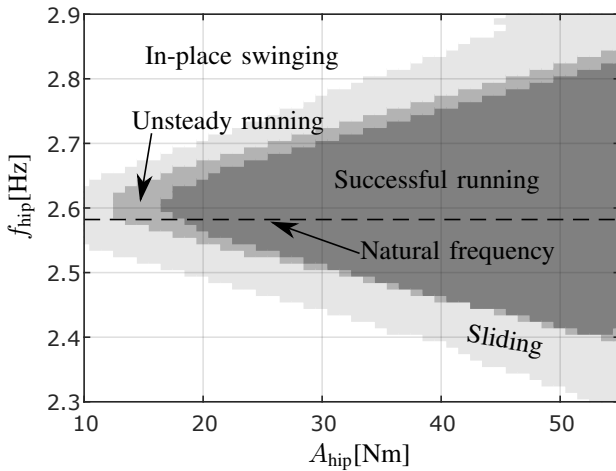 2.9
In-place swinging
2.8
Unsteady running
2.7
Successful running
f_hip[Hz]
2.6
Natural frequency
2.5
2.4
Sliding
2.3
10 20 30 40 50
A_hip[Nm]